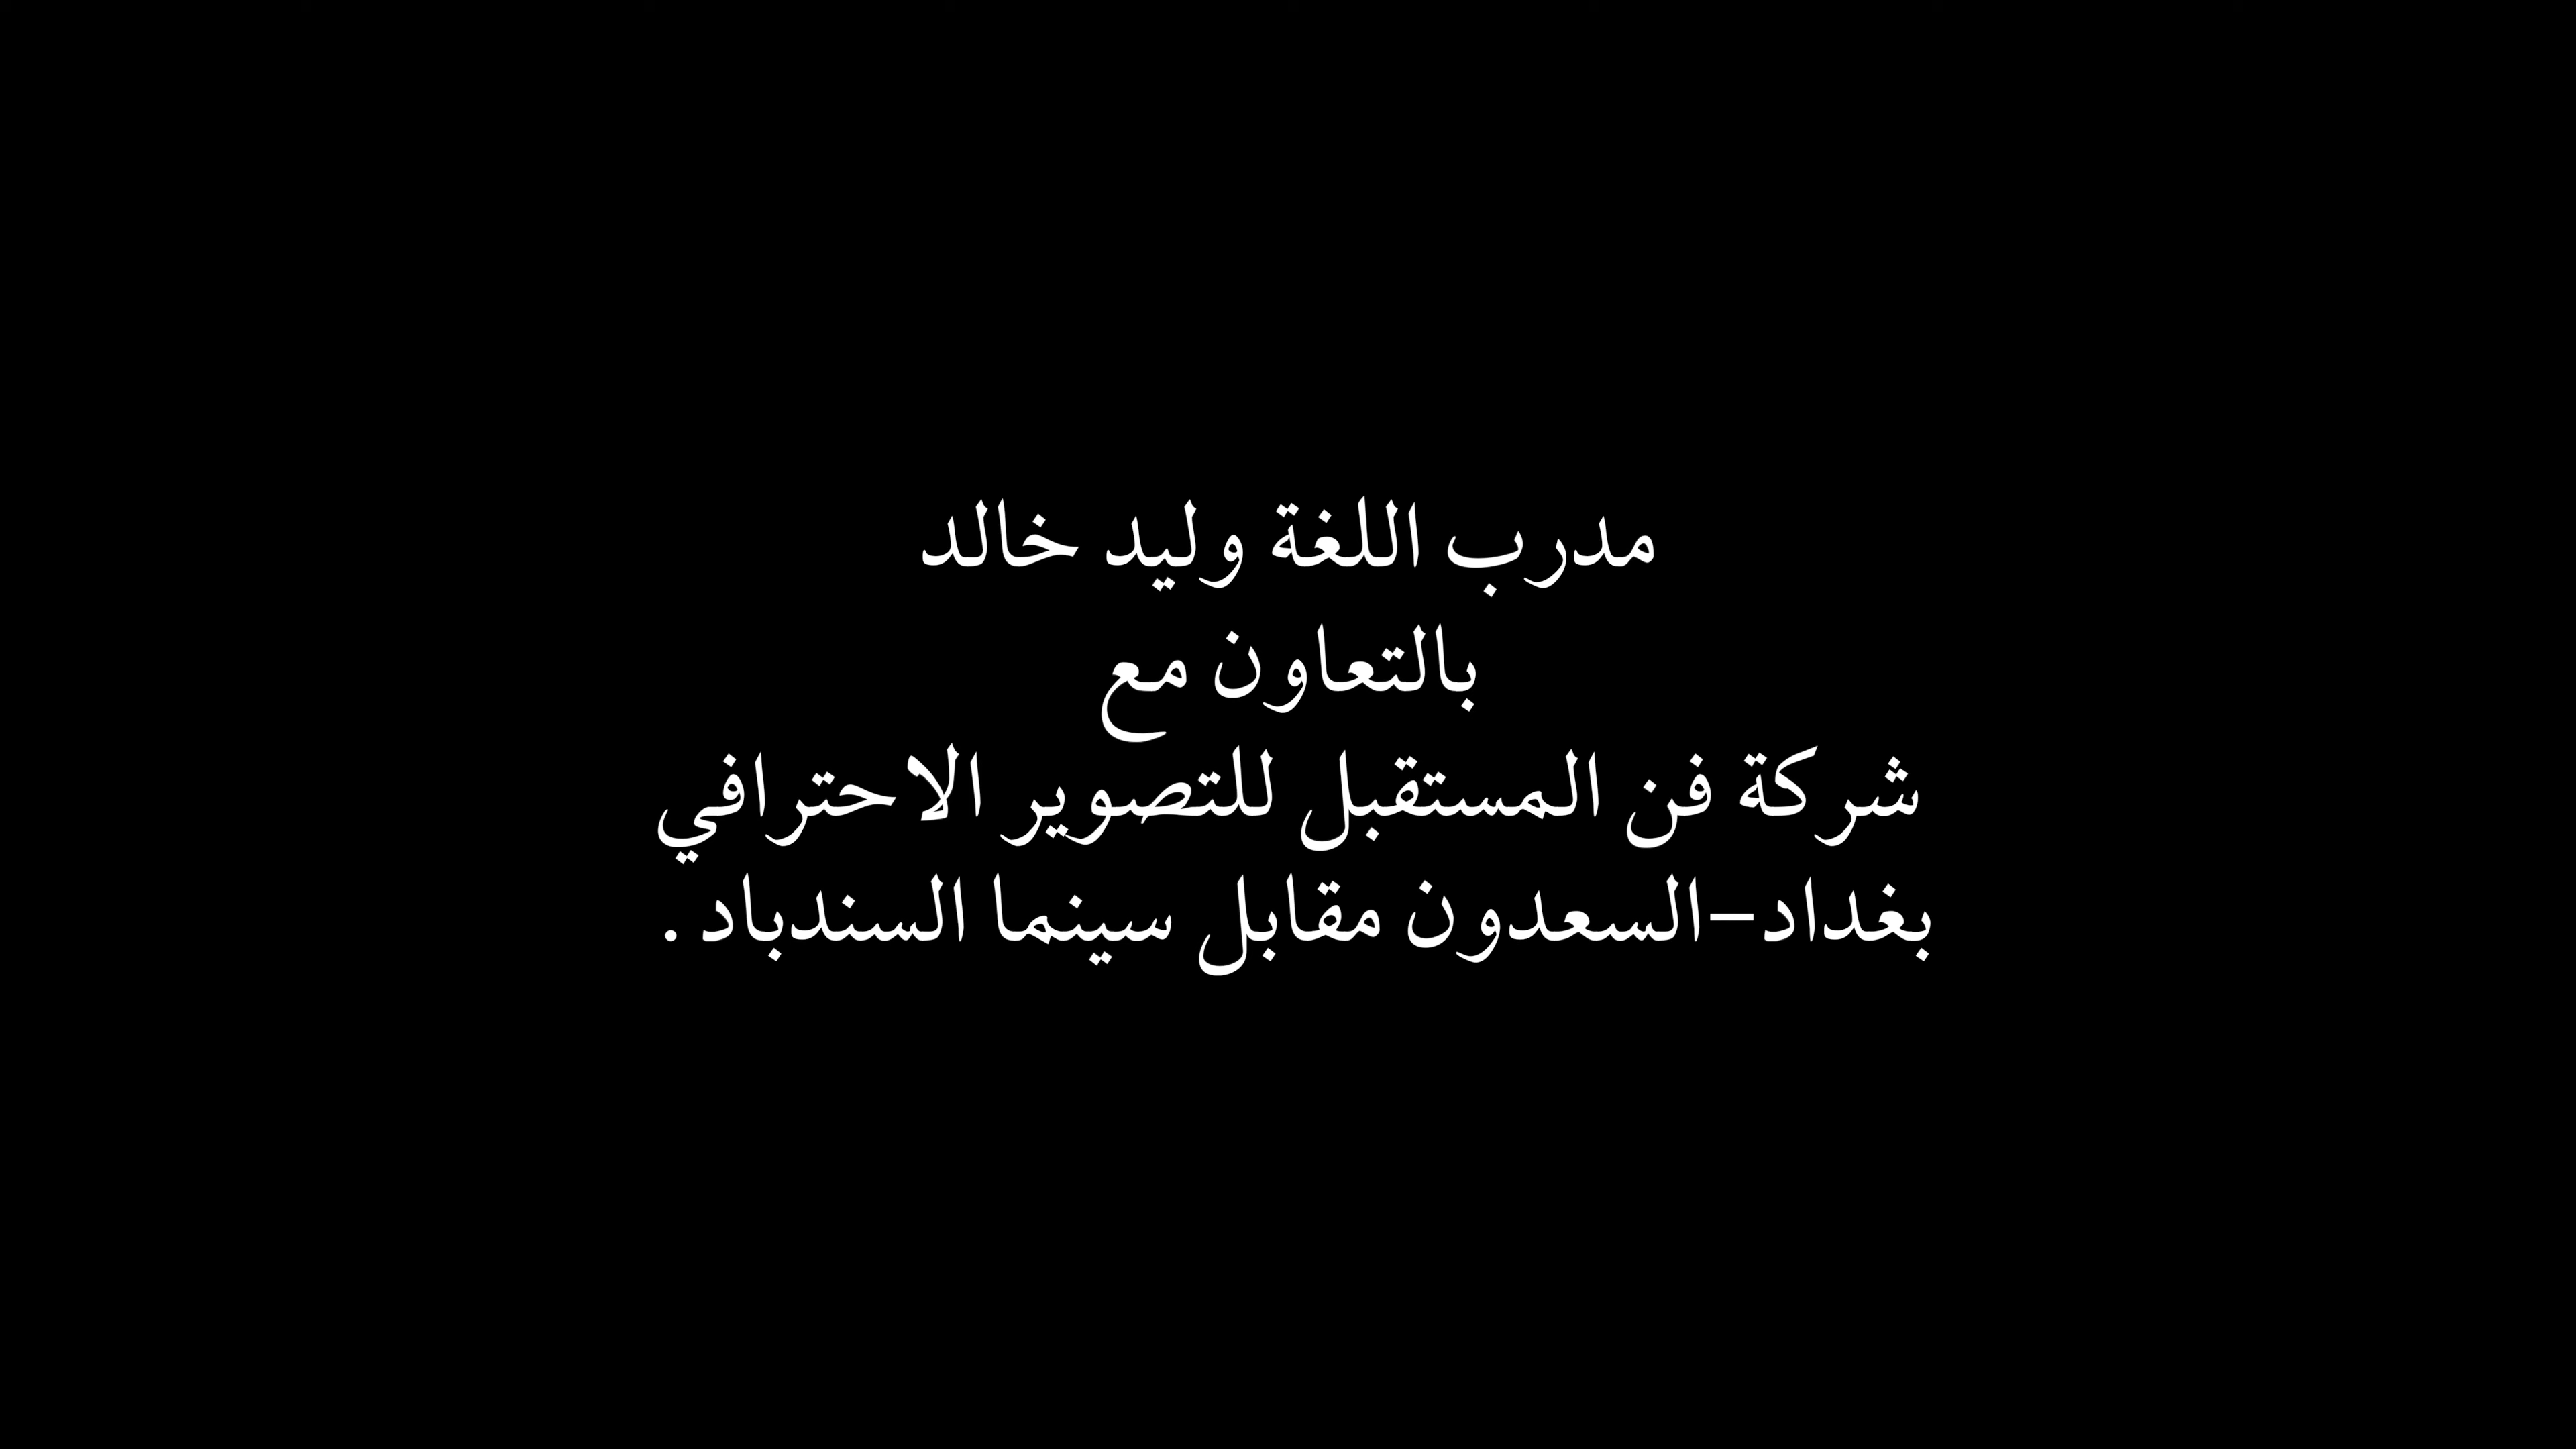 مدرب اللغة وليد خالد
بالتعاون مع
شركة فن المستقبل للتصوير الاحترافي
بغداد-السعدون مقابل سينما السندباد .